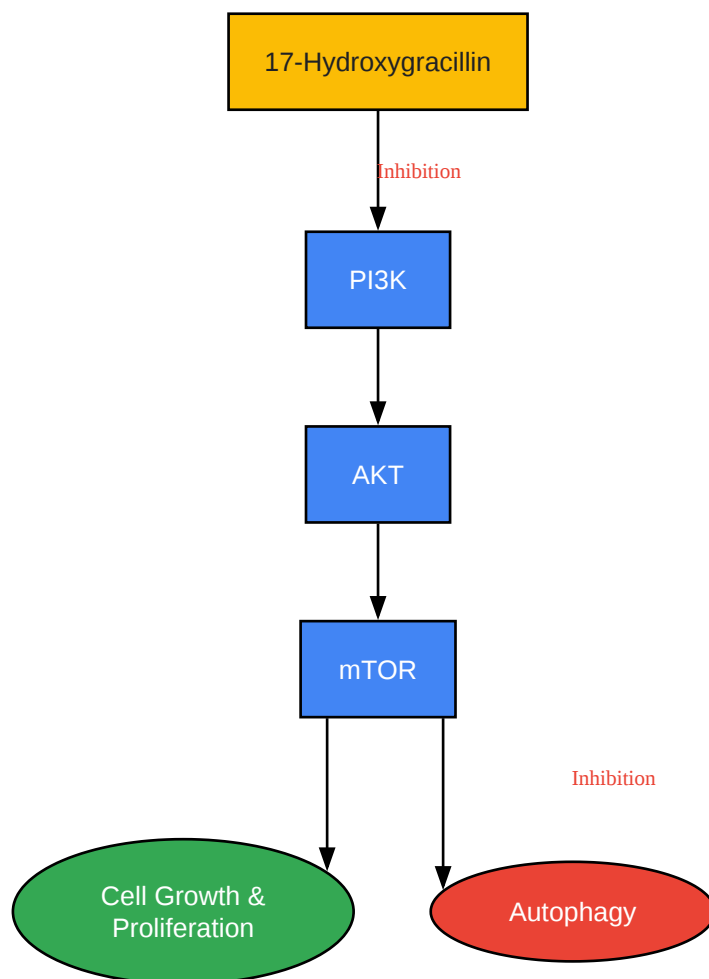 17-Hydroxygracillin
Inhibition
PI3K
AKT
mTOR
Inhibition
Cell Growth &
Proliferation
Autophagy